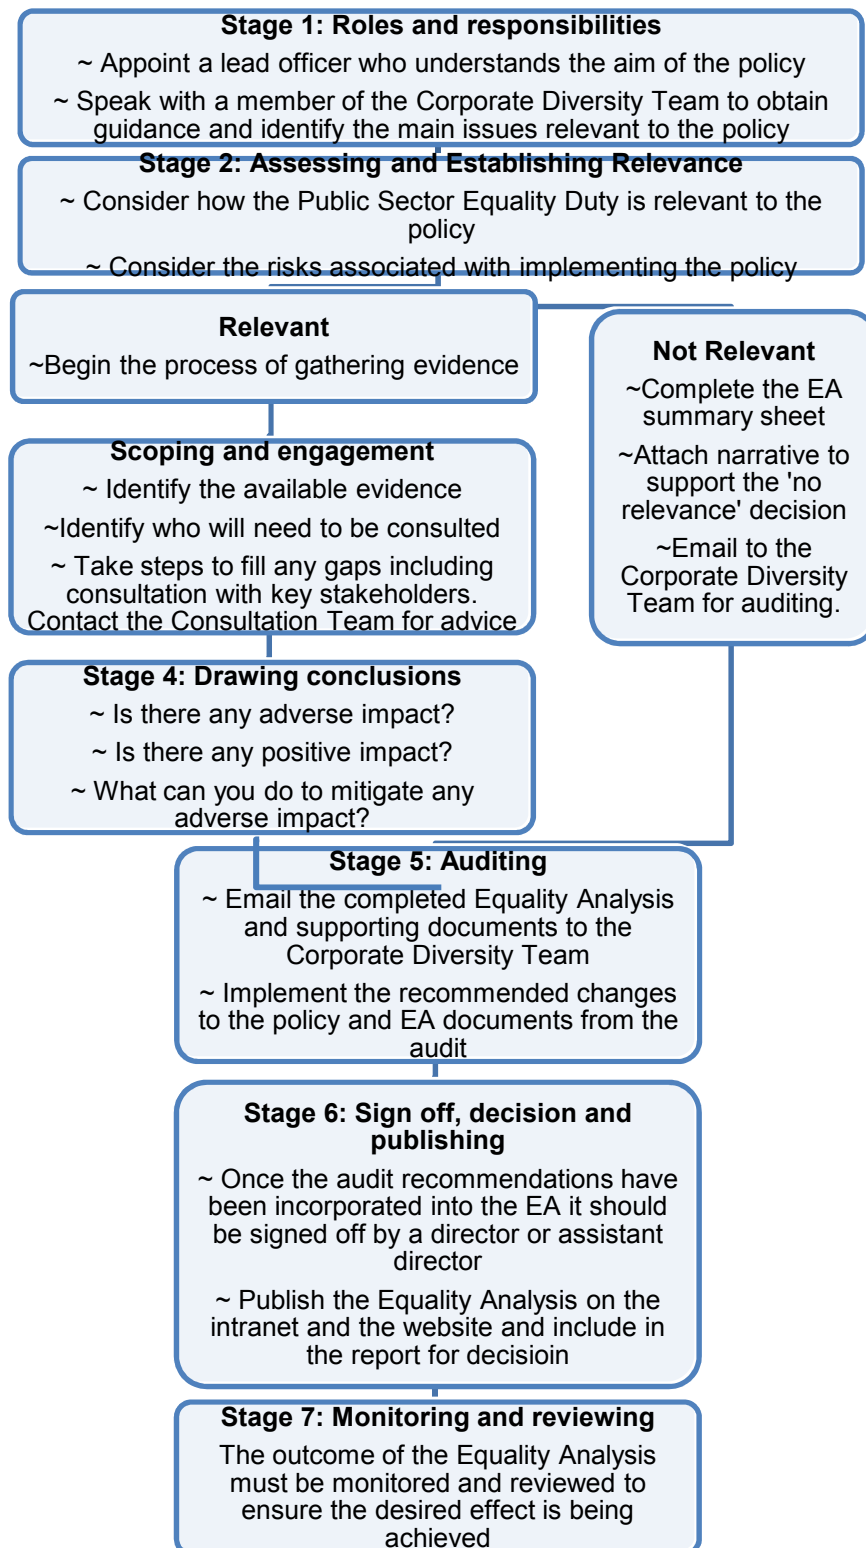 Stage 1: Roles and responsibilities
~ Appoint a lead officer who understands the aim of the policy
~ Speak with a member of the Corporate Diversity Team to obtain
guidance and identify the main issues relevant to the policy
Stage 2: Assessing and Establishing Relevance
~ Consider how the Public Sector Equality Duty is relevant to the
policy
~ Consider the risks associated with implementing the policy
Relevant
~Begin the process of gathering evidence
Not Relevant
~Complete the EA
summary sheet
~Attach narrative to
support the 'no
relevance' decision
~Email to the
Corporate Diversity
Team for auditing.
Scoping and engagement
~ Identify the available evidence
~Identify who will need to be consulted
~ Take steps to fill any gaps including
consultation with key stakeholders.
Contact the Consultation Team for advice
Stage 4: Drawing conclusions
~ Is there any adverse impact?
~ Is there any positive impact?
~ What can you do to mitigate any
adverse impact?
Stage 5: Auditing
~ Email the completed Equality Analysis
and supporting documents to the
Corporate Diversity Team
~ Implement the recommended changes
to the policy and EA documents from the
audit
Stage 6: Sign off, decision and
publishing
~ Once the audit recommendations have
been incorporated into the EA it should
be signed off by a director or assistant
director
~ Publish the Equality Analysis on the
intranet and the website and include in
the report for decisioin
Stage 7: Monitoring and reviewing
The outcome of the Equality Analysis
must be monitored and reviewed to
ensure the desired effect is being
achieved